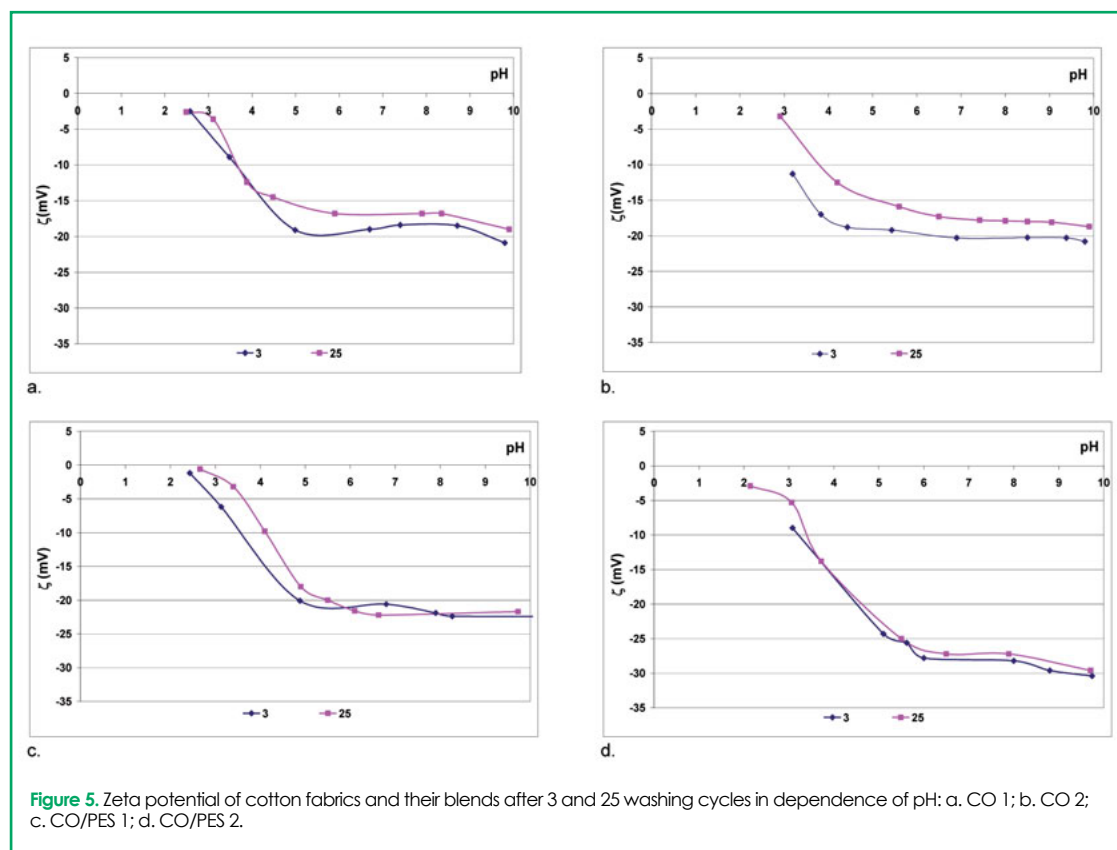 5
0
-5
-10
-15
-20
-25
-30
-35
0 1 2 3 4 5 6 7 8 9 10
pH
ζ(mV)
3 25
a.
5
0
-5
-10
-15
-20
-25
-30
-35
0 1 2 3 4 5 6 7 8 9 10
pH
ζ(mV)
3 25
b.
5
0
-5
-10
-15
-20
-25
-30
-35
0 1 2 3 4 5 6 7 8 9 10
pH
ζ (mV)
3 25
c.
5
0
-5
-10
-15
-20
-25
-30
-35
0 1 2 3 4 5 6 7 8 9 10
pH
ζ (mV)
3 25
d.
Figure 5. Zeta potential of cotton fabrics and their blends after 3 and 25 washing cycles in dependence of pH: a. CO 1; b. CO 2;
c. CO/PES 1; d. CO/PES 2.